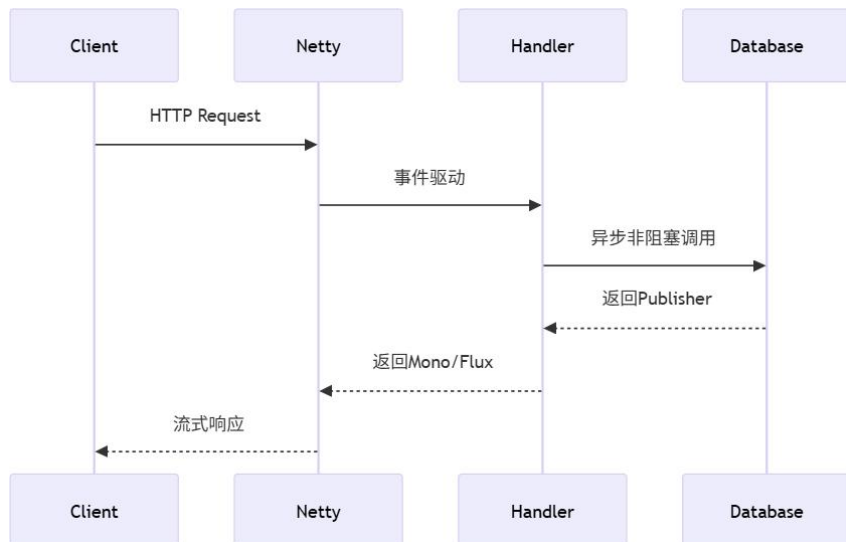 Client
Netty
Handler
Database
HTTP Request
事件驱动
异步非阻塞调用
返回Publisher
返回Mono/Flux
流式响应
Client
Netty
Handler
Database